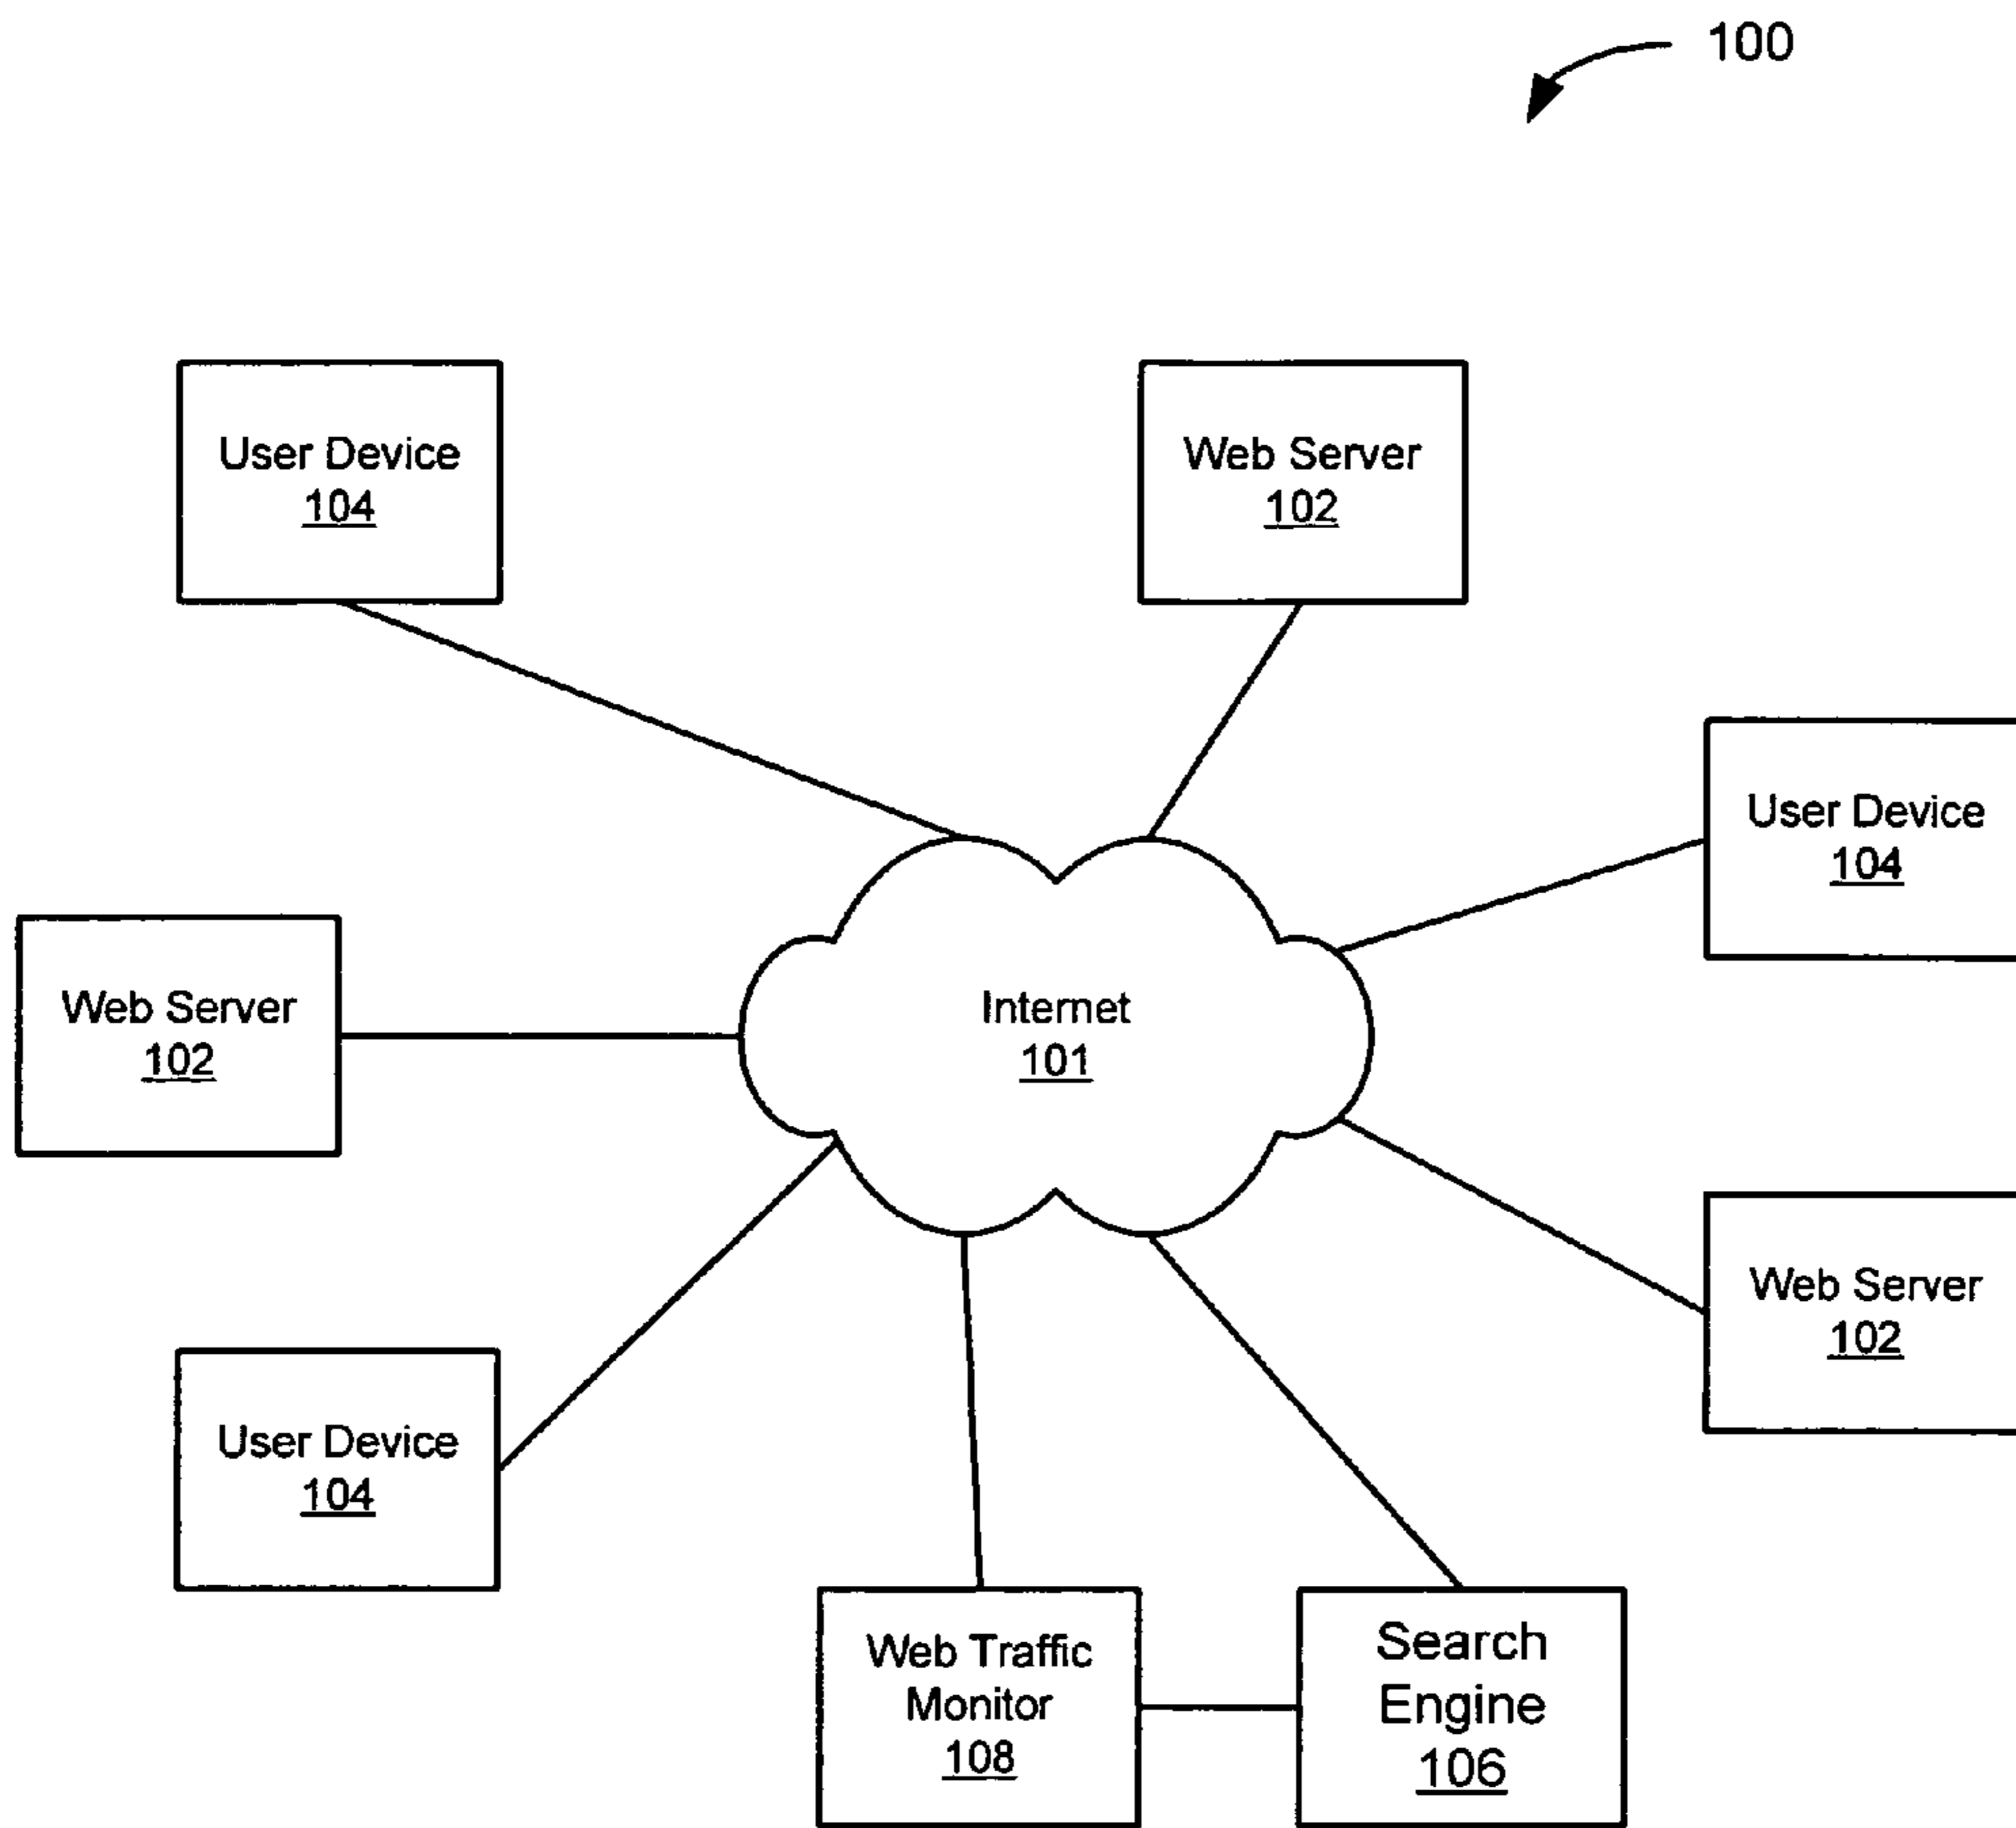 100
User Device
104
Web Server
102
User Device
104
Web Server
102
Internet
101
Web Server
102
User Device
104
Web Traffic
Monitor
108
Search
Engine
106